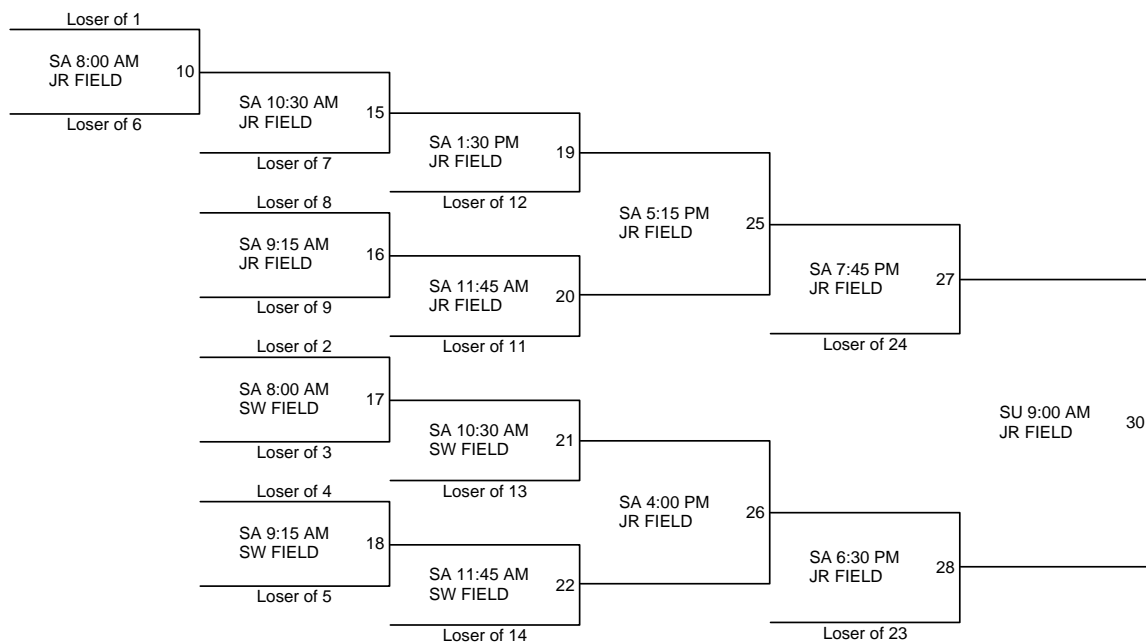 Loser of 1
SA 8:00 AM
JR FIELD
10
Loser of 6
SA 10:30 AM
JR FIELD
15
Loser of 7
SA 1:30 PM
JR FIELD
19
Loser of 12
Loser of 8
SA 9:15 AM
JR FIELD
16
Loser of 9
SA 11:45 AM
JR FIELD
20
Loser of 11
SA 5:15 PM
JR FIELD
25
SA 7:45 PM
JR FIELD
27
Loser of 24
Loser of 2
SA 8:00 AM
SW FIELD
17
Loser of 3
SA 10:30 AM
SW FIELD
21
Loser of 13
Loser of 4
SA 9:15 AM
SW FIELD
18
Loser of 5
SA 11:45 AM
SW FIELD
22
Loser of 14
SA 4:00 PM
JR FIELD
26
SA 6:30 PM
JR FIELD
28
Loser of 23
SU 9:00 AM
JR FIELD
30